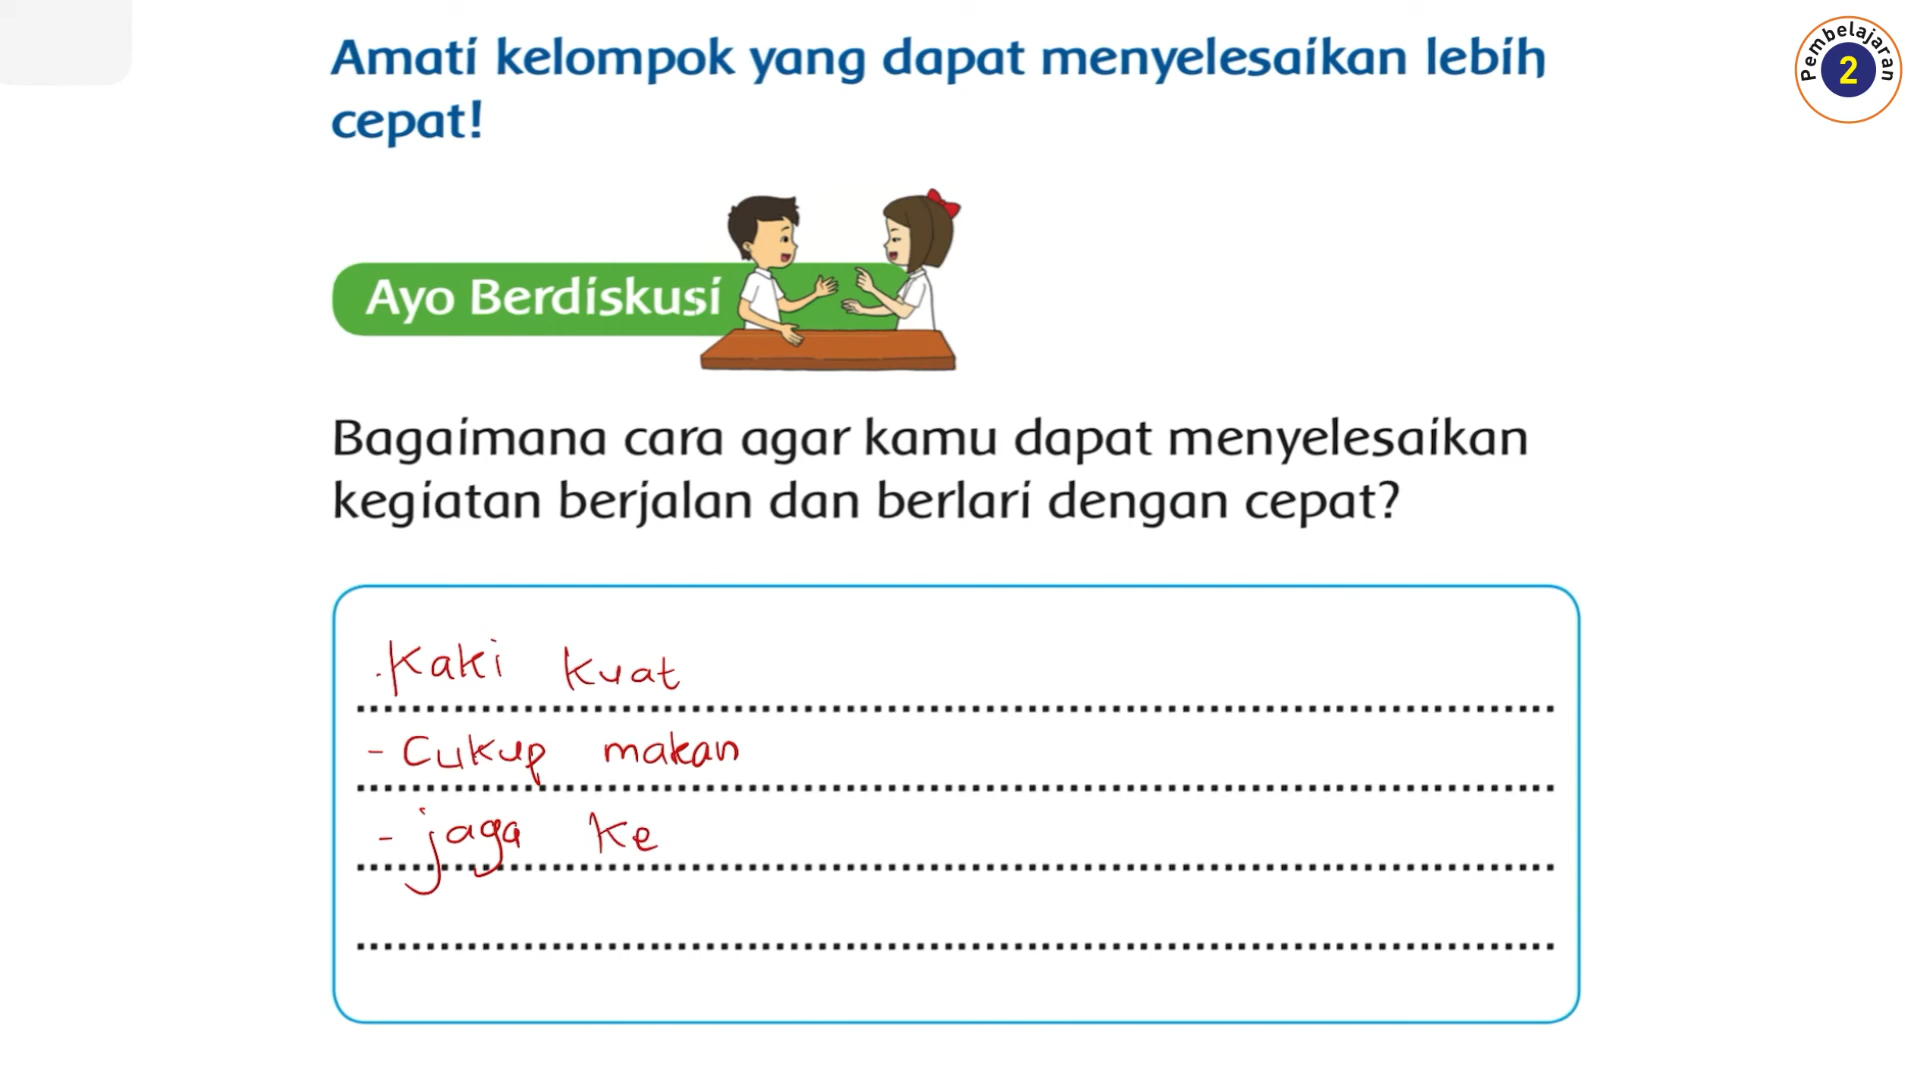 Amati kelompok yang dapat menyelesaikan lebih
cepat!
Pembelajaran
2
Ayo Berdiskusi
Bagaimana cara agar kamu dapat menyelesaikan
kegiatan berjalan dan berlari dengan cepat?
. Kaki kuat
- Cukup makan
- jaga ke